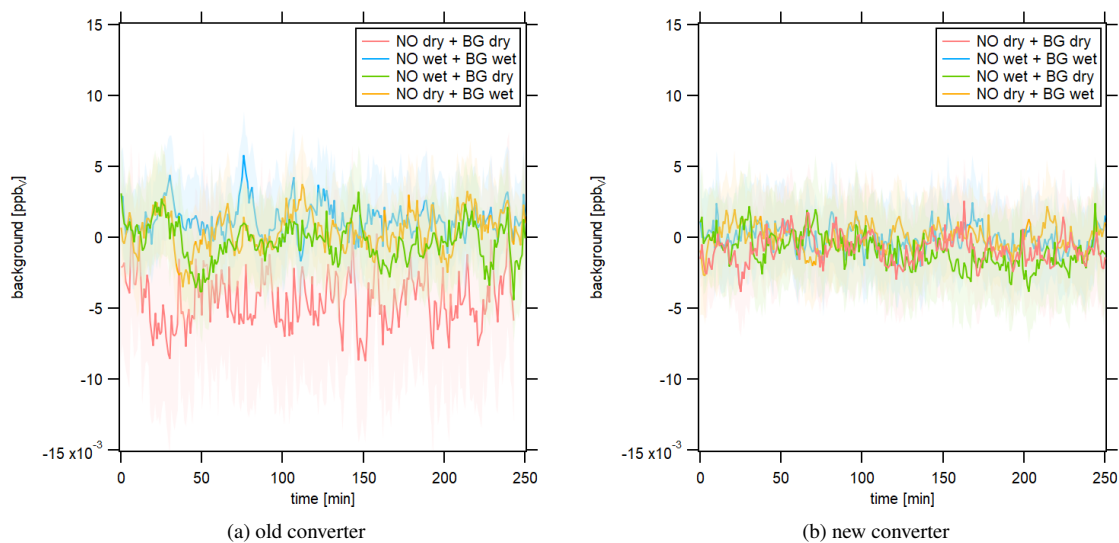 15
10
5
0
-5
-10
-15 x10⁻³
background [ppbᵥ]
0 50 100 150 200 250
time [min]
NO dry + BG dry
NO wet + BG wet
NO wet + BG dry
NO dry + BG wet
(a) old converter
15
10
5
0
-5
-10
-15 x10⁻³
background [ppbᵥ]
0 50 100 150 200 250
time [min]
NO dry + BG dry
NO wet + BG wet
NO wet + BG dry
NO dry + BG wet
(b) new converter